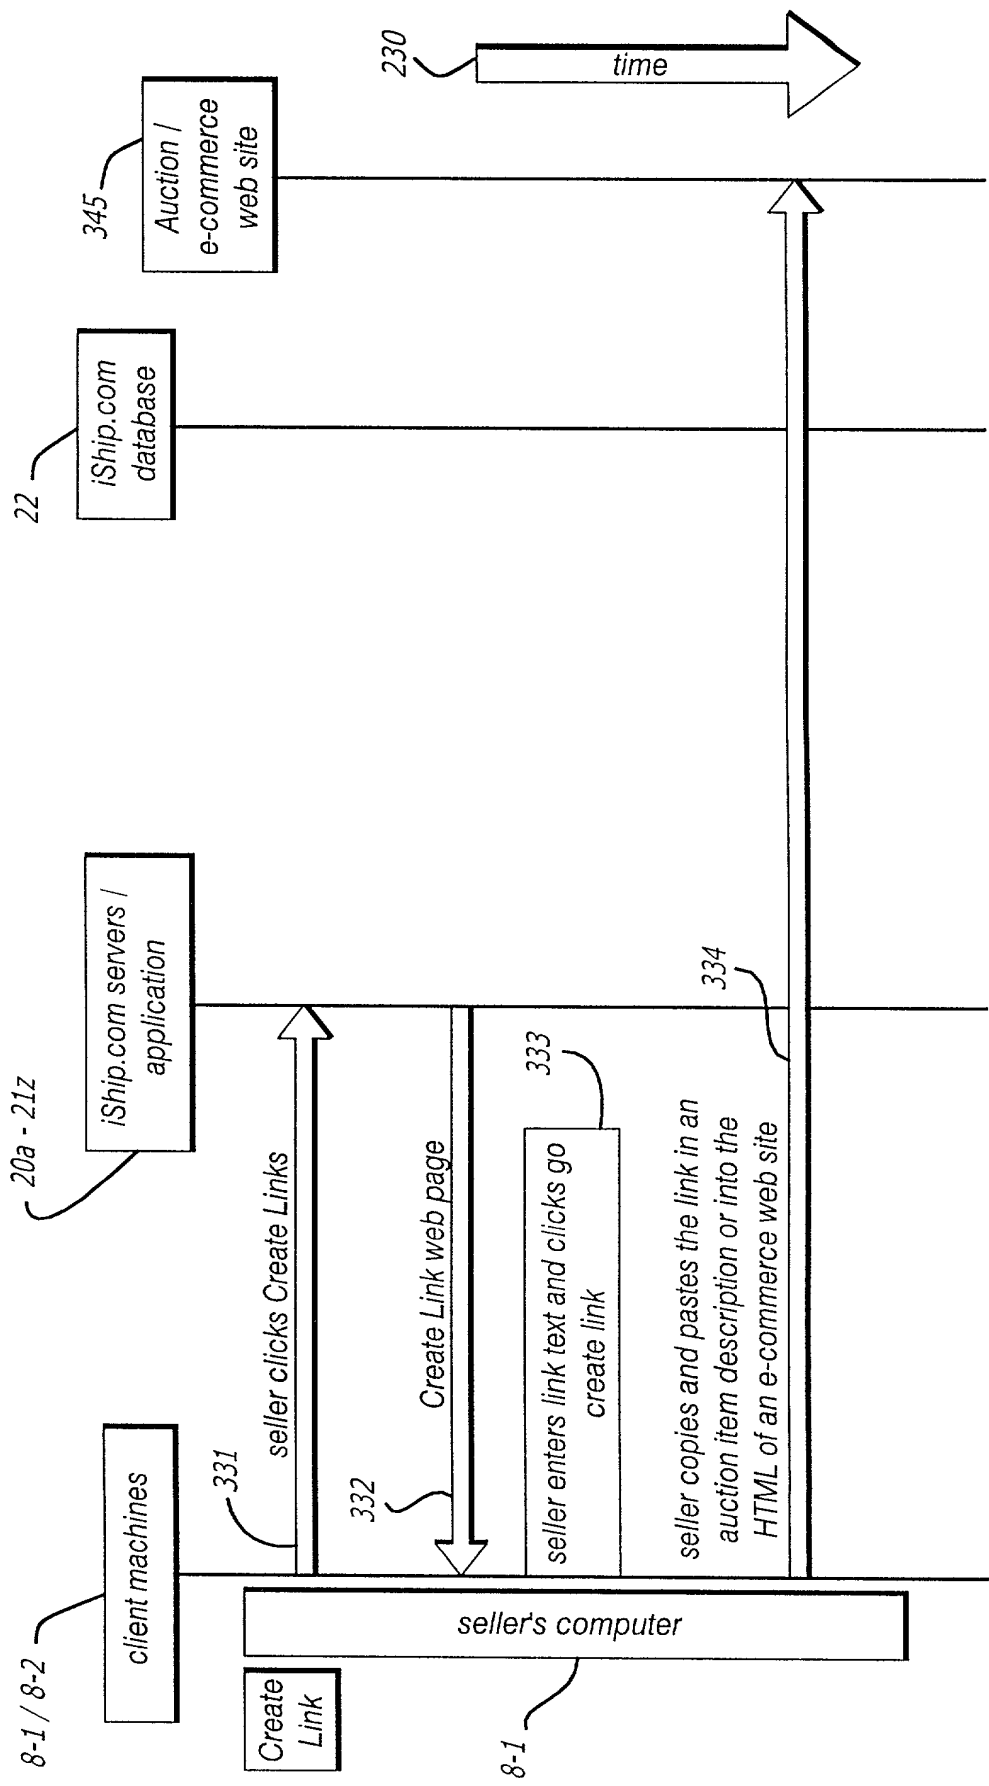 8-1 / 8-2
client machines
20a - 21z
iShip.com servers /
application
22
iShip.com
database
345
Auction /
e-commerce
web site
230
time
Create
Link
seller's computer
8-1
331
seller clicks Create Links
332
Create Link web page
333
seller enters link text and clicks go
create link
334
seller copies and pastes the link in an
auction item description or into the
HTML of an e-commerce web site